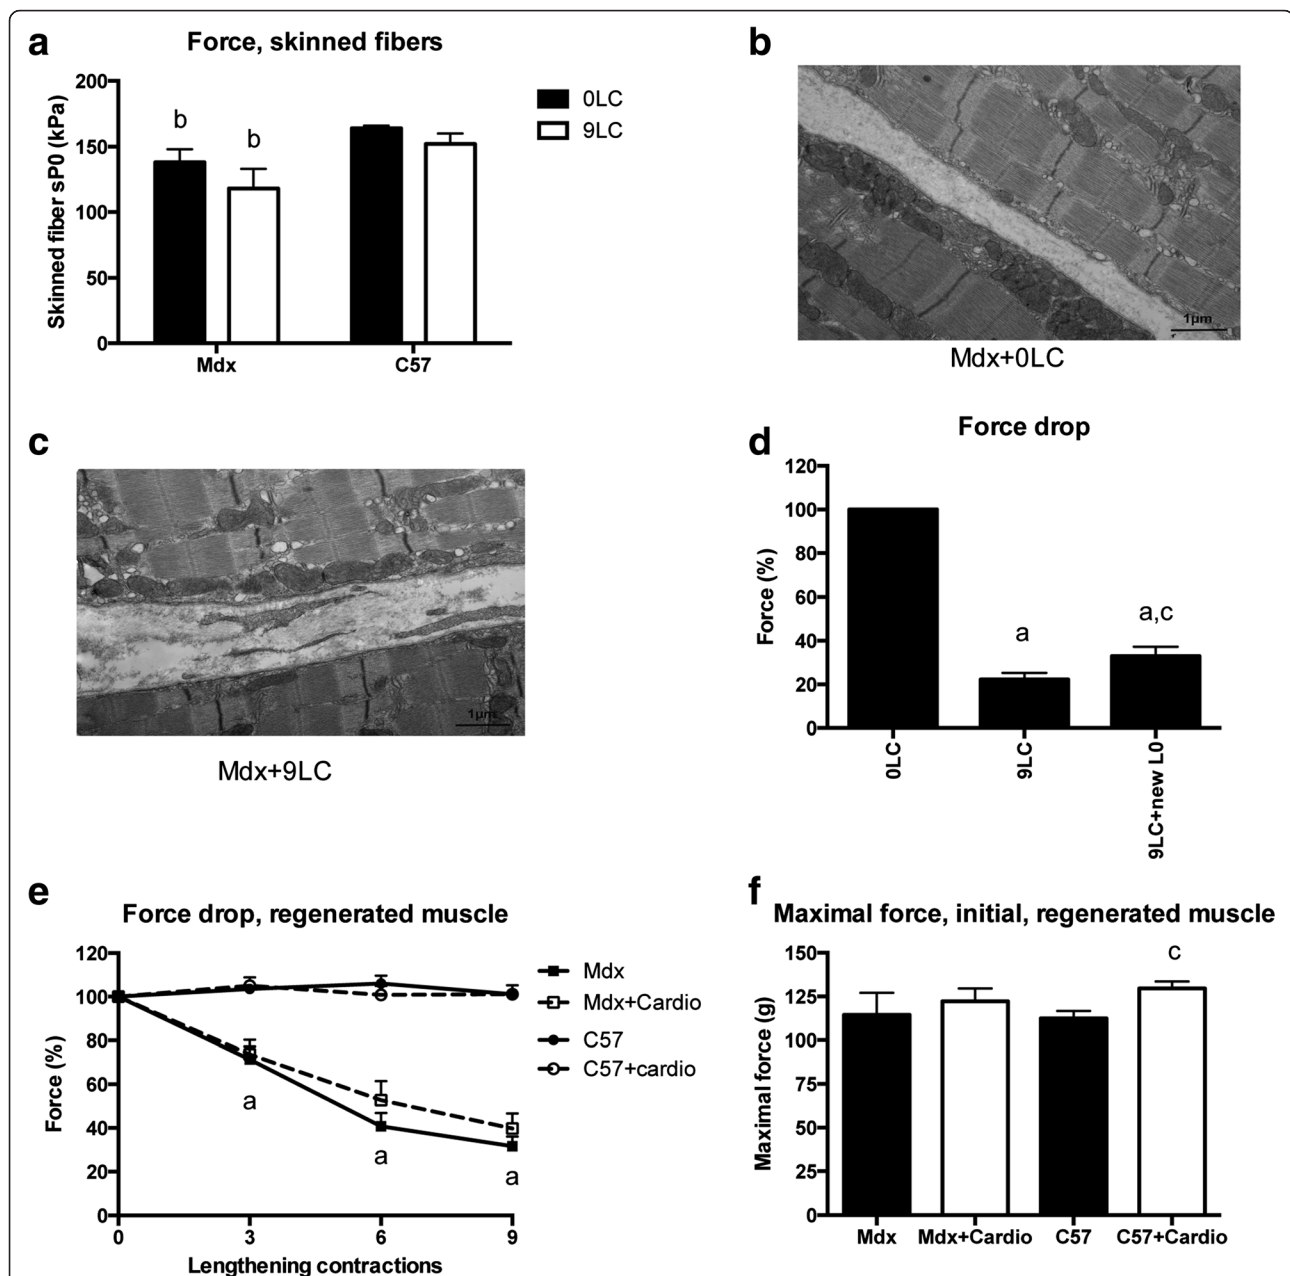 a
Force, skinned fibers
Skinned fiber sP0 (kPa)
200
150
100
50
0
b
b
Mdx
C57
0LC
9LC
b
1µm
Mdx+0LC
c
1µm
Mdx+9LC
d
Force drop
Force (%)
120
100
80
60
40
20
0
a
a,c
0LC
9LC
9LC+new L0
e
Force drop, regenerated muscle
Force (%)
120
100
80
60
40
20
0
a
a
a
0
3
6
9
Lengthening contractions
Mdx
Mdx+Cardio
C57
C57+cardio
f
Maximal force, initial, regenerated muscle
Maximal force (g)
150
125
100
75
50
25
0
c
Mdx
Mdx+Cardio
C57
C57+Cardio